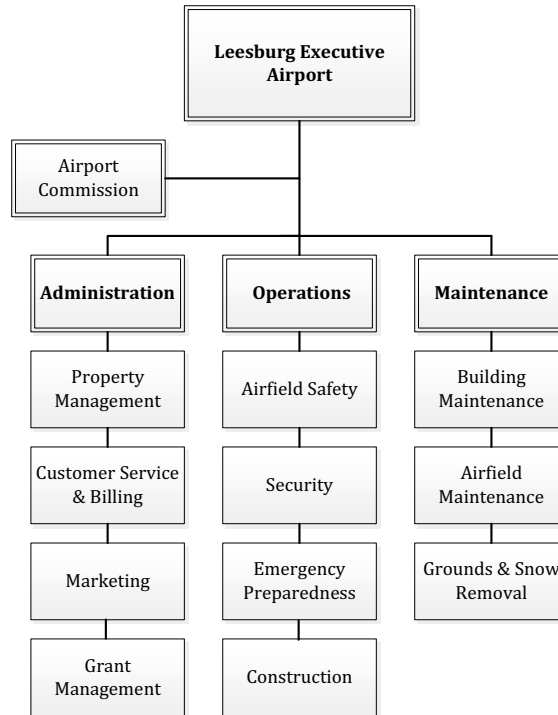 Leesburg Executive
Airport
Airport
Commission
Administration
Operations
Maintenance
Property
Management
Airfield Safety
Building
Maintenance
Customer Service
& Billing
Security
Airfield
Maintenance
Marketing
Emergency
Preparedness
Grounds & Snow
Removal
Grant
Management
Construction